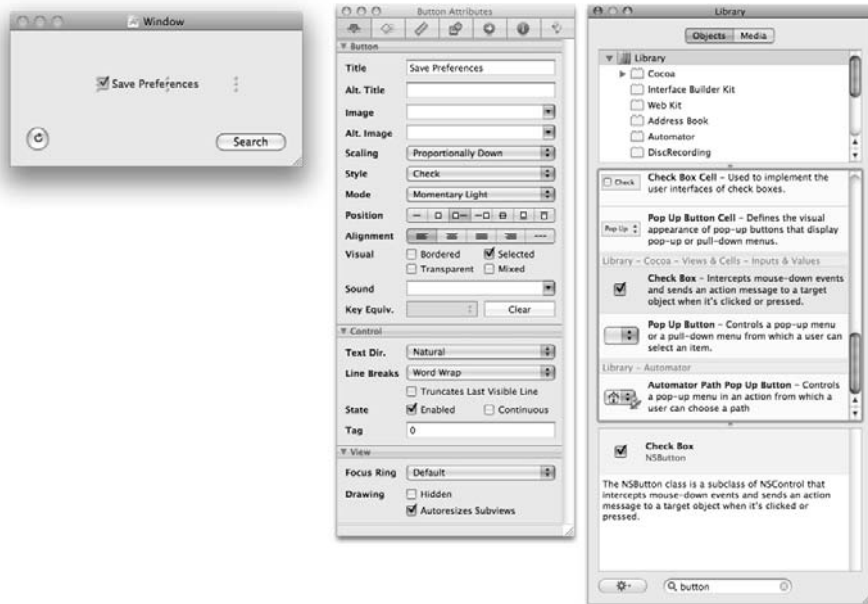 Window
Save Preferences
Search
Button Attributes
Button
Title Save Preferences
Alt. Title
Image
Alt. Image
Scaling Proportionally Down
Style Check
Mode Momentary Light
Position
Alignment
Visual Bordered Selected
Transparent Mixed
Sound
Key Equiv. Clear
Control
Text Dir. Natural
Line Breaks Word Wrap
Truncates Last Visible Line
State Enabled Continuous
Tag 0
View
Focus Ring Default
Drawing Hidden
Autoresizes Subviews
Library
Objects Media
Library
Cocoa
Interface Builder Kit
Web Kit
Address Book
Automator
DiscRecording
Check
Check Box Cell – Used to implement the
user interfaces of check boxes.
Pop Up
Pop Up Button Cell – Defines the visual
appearance of pop-up buttons that display
pop-up or pull-down menus.
Library – Cocoa – Views & Cells – Inputs & Values
Check Box – Intercepts mouse-down events
and sends an action message to a target
object when it's clicked or pressed.
Pop Up Button – Controls a pop-up menu
or a pull-down menu from which a user can
select an item.
Library – Automator
Automator Path Pop Up Button – Controls
a pop-up menu in an action from which a
user can choose a path
Check Box
NSButton
The NSButton class is a subclass of NSControl that
intercepts mouse-down events and sends an action
message to a target object when it's clicked or
pressed.
button